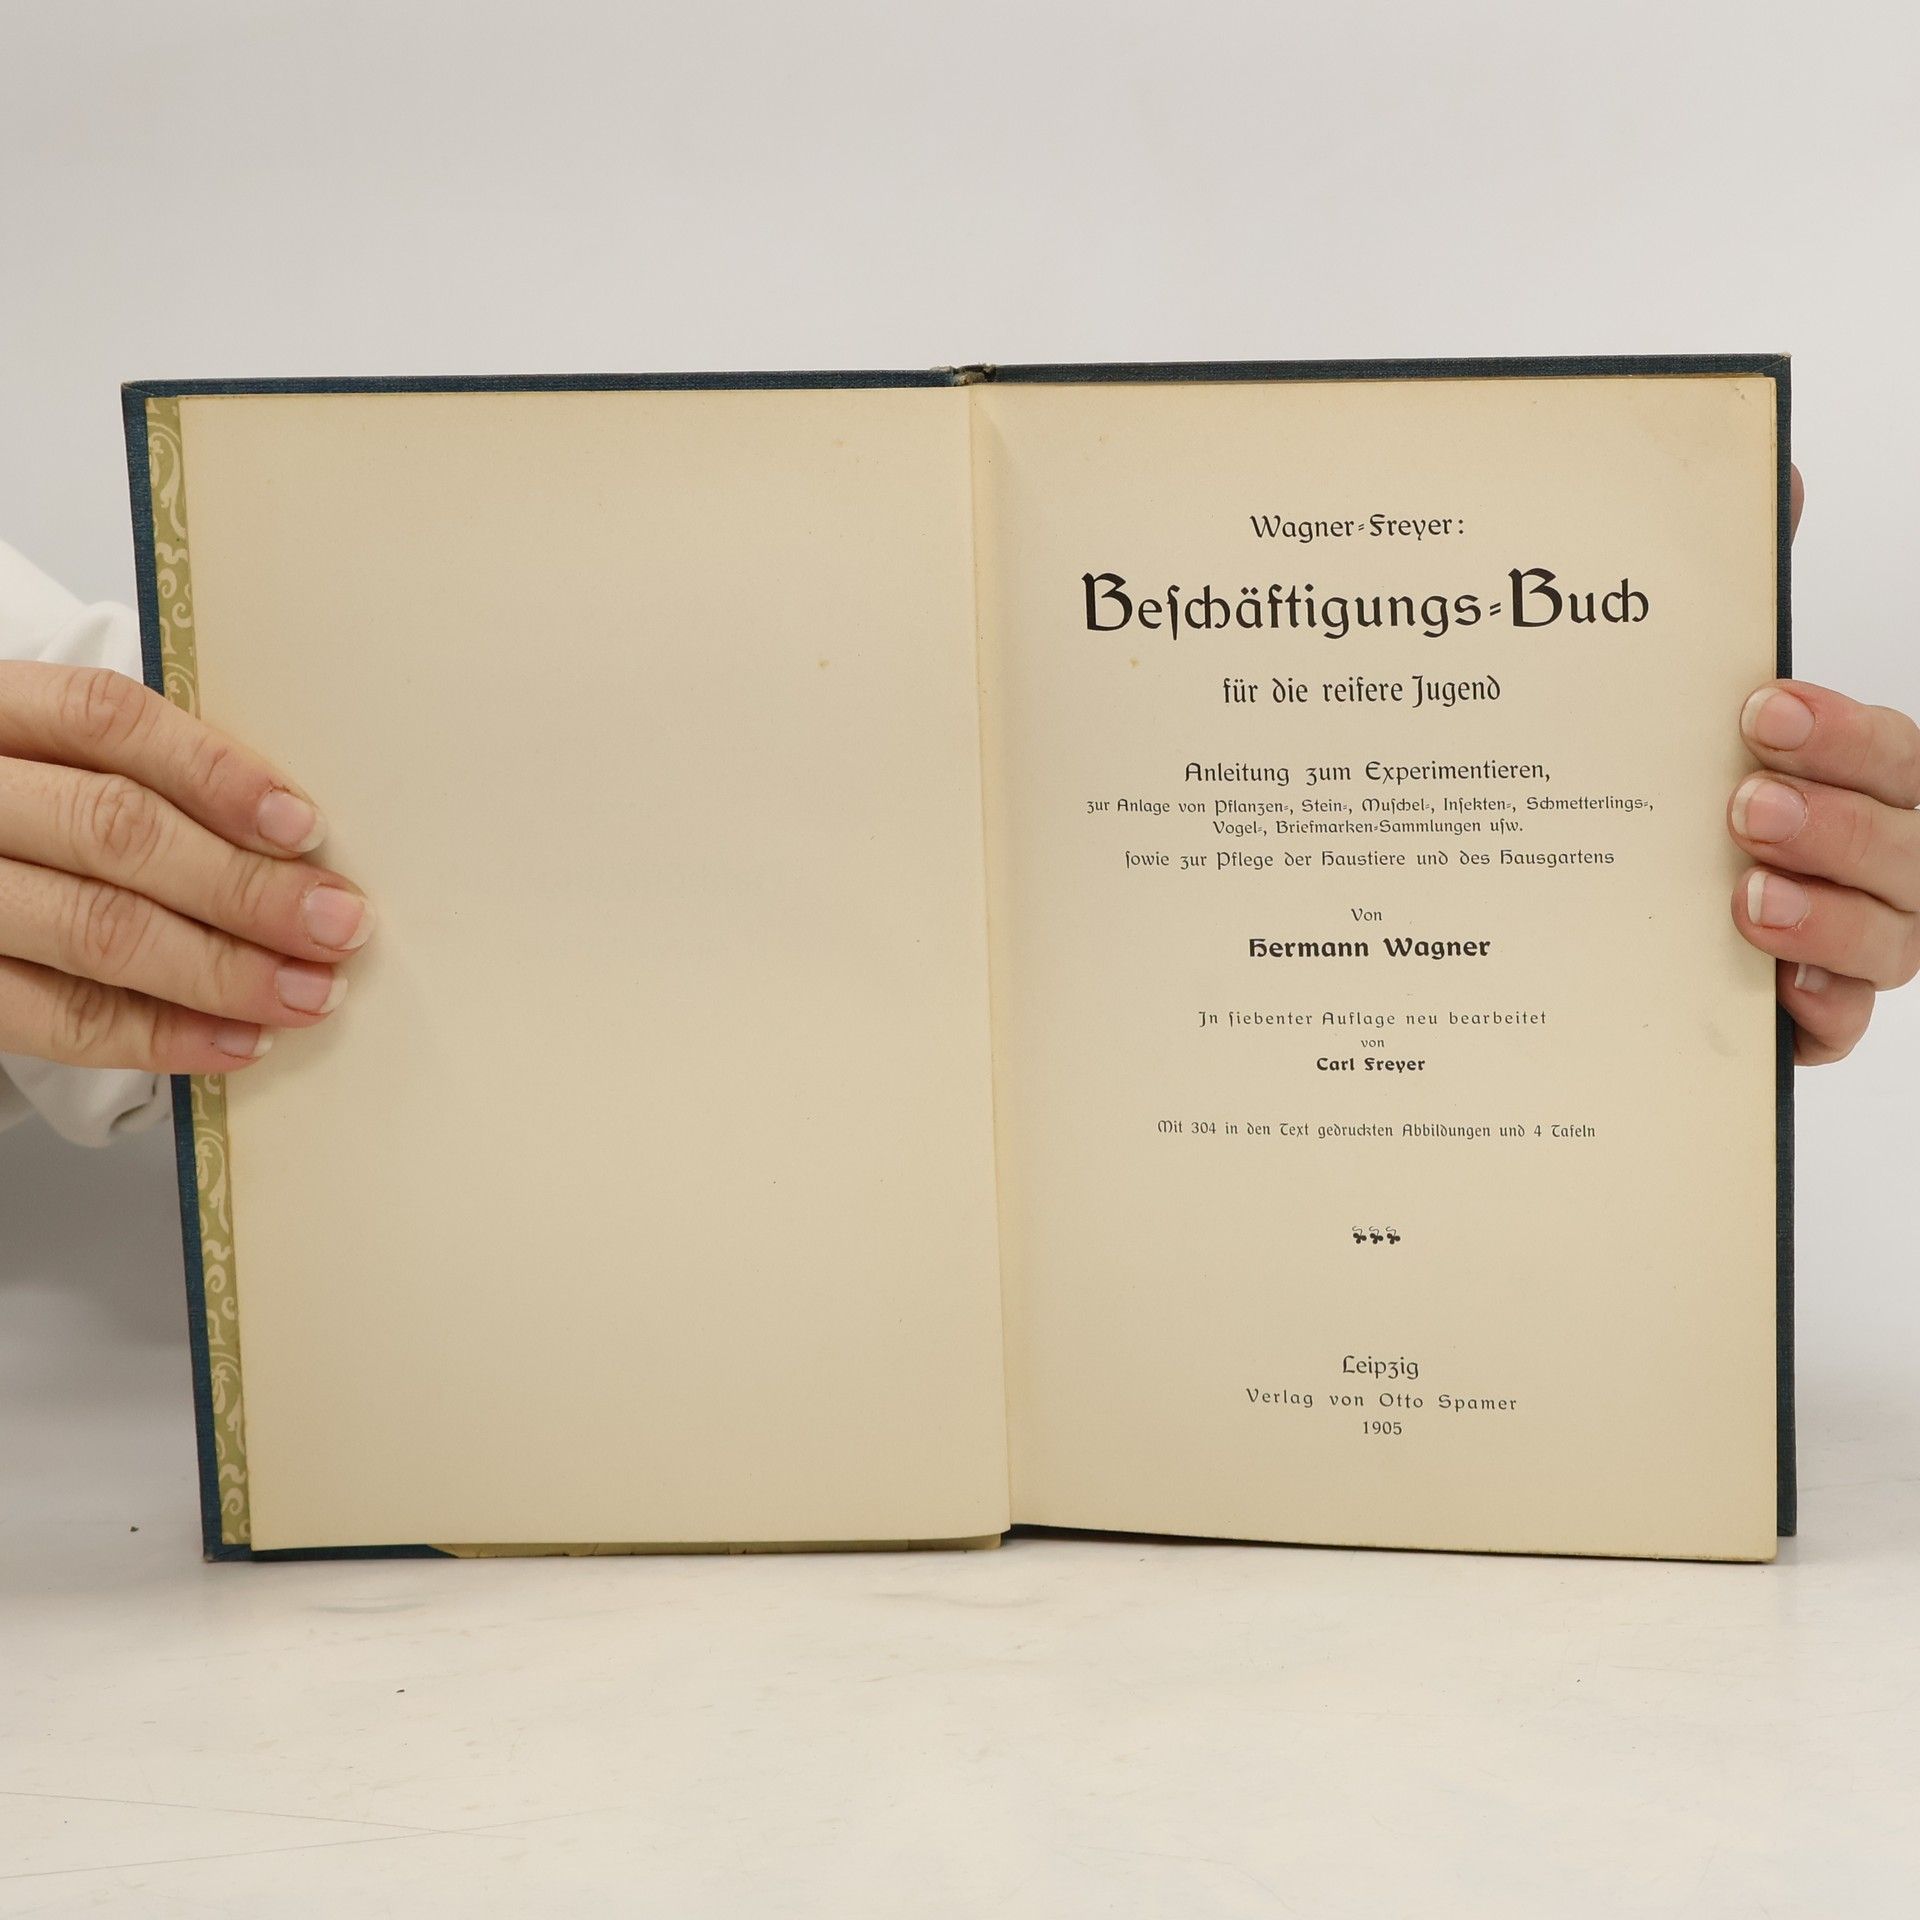 Wagner⸗Freyer:
Beſchäftigungs⸗Buch
für die reifere Jugend
Anleitung zum Experimentieren,
zur Anlage von Pflanzen⸗, Stein⸗, Muſchel⸗, Inſekten⸗, Schmetterlings⸗,
Vogel⸗, Briefmarken⸗Sammlungen uſw.
ſowie zur Pflege der Haustiere und des Hausgartens
Von
Hermann Wagner
In ſiebenter Auflage neu bearbeitet
von
Carl Freyer
Mit 304 in den Text gedruckten Abbildungen und 4 Tafeln
Leipzig
Verlag von Otto Spamer
1905